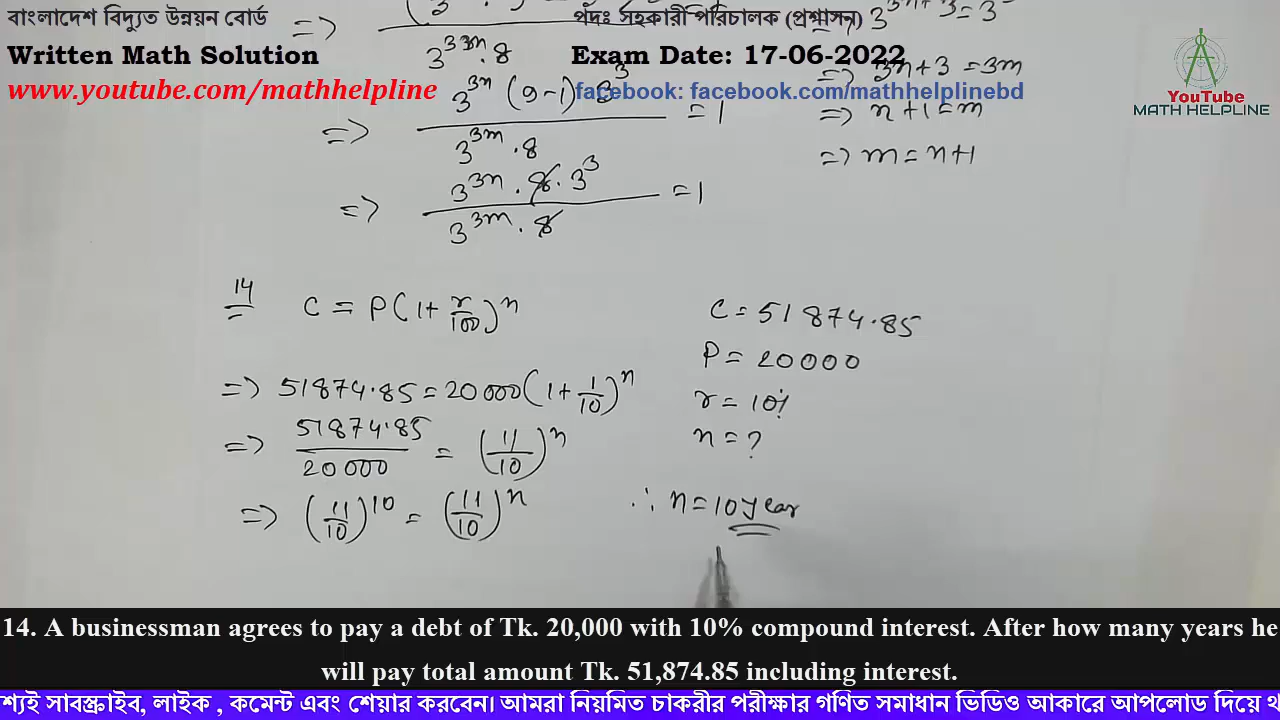 বাংলাদেশ বিদ্যুত উন্নয়ন বোর্ড
পদঃ সহকারী পরিচালক (প্রশাসন)
Written Math Solution
Exam Date: 17-06-2022
www.youtube.com/mathhelpline
facebook: facebook.com/mathhelplinebd
YouTube
MATH HELPLINE
=> 3^{3m}·8
=> 3^{3n}(9-1) 3^3 / 3^{3m}·8 = 1
=> 3^{3n}·8·3^3 / 3^{3m}·8 = 1
3^{3n+3} = 3
=> 3n+3 = 3m
=> n+1 = m
=> m = n+1
14 C = P(1+r/100)^n
=> 51874.85 = 20000(1+1/10)^n
=> 51874.85/20000 = (11/10)^n
=> (11/10)^10 = (11/10)^n
C = 51874.85
P = 20000
r = 10%
n = ?
∴ n = 10 year
14. A businessman agrees to pay a debt of Tk. 20,000 with 10% compound interest. After how many years he
will pay total amount Tk. 51,874.85 including interest.
সাবস্ক্রাইব, লাইক , কমেন্ট এবং শেয়ার করবেন। আমরা নিয়মিত চাকরীর পরীক্ষার গণিত সমাধান ভিডিও আকারে আপলোড দিয়ে